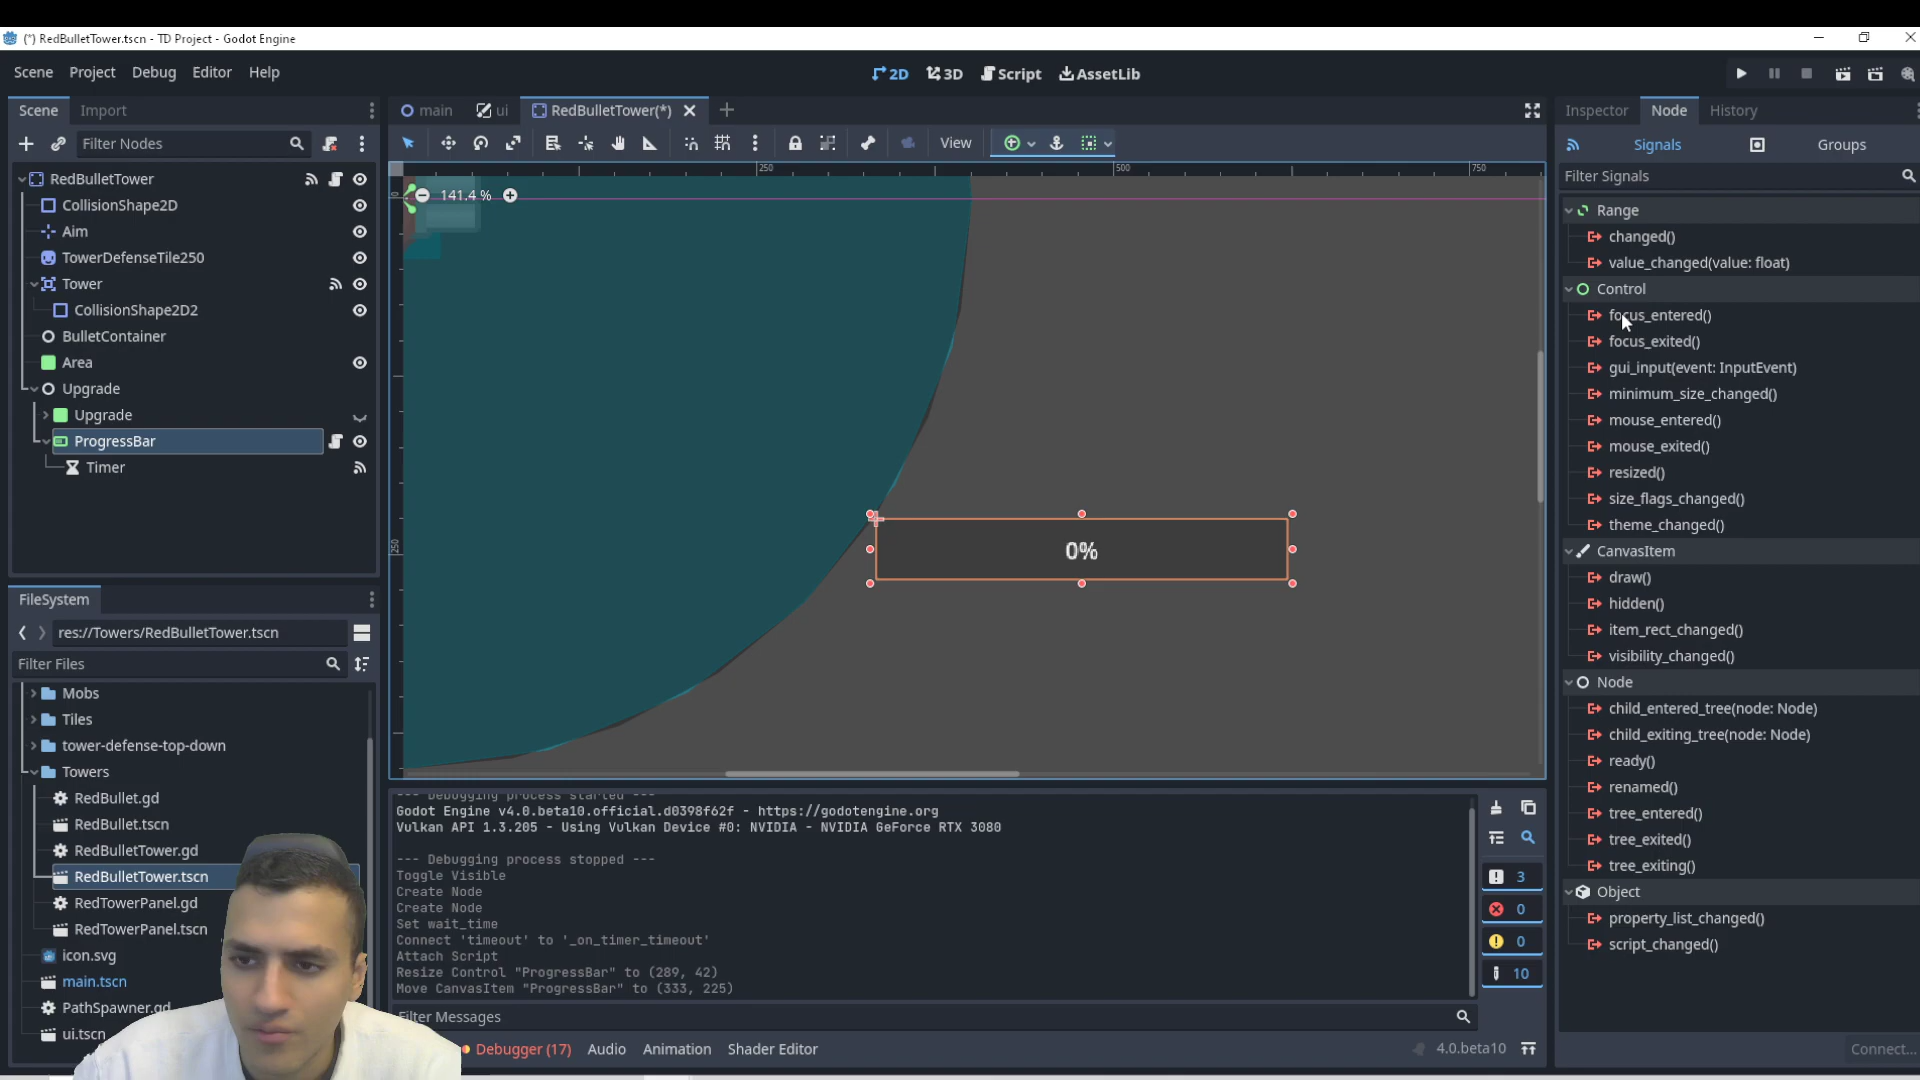 (*) RedBulletTower.tscn - TD Project - Godot Engine
Scene Project Debug Editor Help
2D 3D Script AssetLib
Scene Import
main ui RedBulletTower(*)
Inspector Node History
Filter Nodes
View
Signals Groups
Filter Signals
250 500 750
141.4 %
250
0%
RedBulletTower
CollisionShape2D
Aim
TowerDefenseTile250
Tower
CollisionShape2D2
BulletContainer
Area
Upgrade
Upgrade
ProgressBar
Timer
Range
changed()
value_changed(value: float)
Control
focus_entered()
focus_exited()
gui_input(event: InputEvent)
minimum_size_changed()
mouse_entered()
mouse_exited()
resized()
size_flags_changed()
theme_changed()
CanvasItem
draw()
hidden()
item_rect_changed()
visibility_changed()
Node
child_entered_tree(node: Node)
child_exiting_tree(node: Node)
ready()
renamed()
tree_entered()
tree_exited()
tree_exiting()
Object
property_list_changed()
script_changed()
Connect...
FileSystem
res://Towers/RedBulletTower.tscn
Filter Files
Mobs
Tiles
tower-defense-top-down
Towers
RedBullet.gd
RedBullet.tscn
RedBulletTower.gd
RedBulletTower.tscn
RedTowerPanel.gd
RedTowerPanel.tscn
icon.svg
main.tscn
PathSpawner.gd
ui.tscn
--- Debugging process started ---
Godot Engine v4.0.beta10.official.d0398f62f - https://godotengine.org
Vulkan API 1.3.205 - Using Vulkan Device #0: NVIDIA - NVIDIA GeForce RTX 3080
--- Debugging process stopped ---
Toggle Visible
Create Node
Create Node
Set wait_time
Connect 'timeout' to '_on_timer_timeout'
Attach Script
Resize Control "ProgressBar" to (289, 42)
Move CanvasItem "ProgressBar" to (333, 225)
3
0
0
10
Filter Messages
Debugger (17) Audio Animation Shader Editor
4.0.beta10